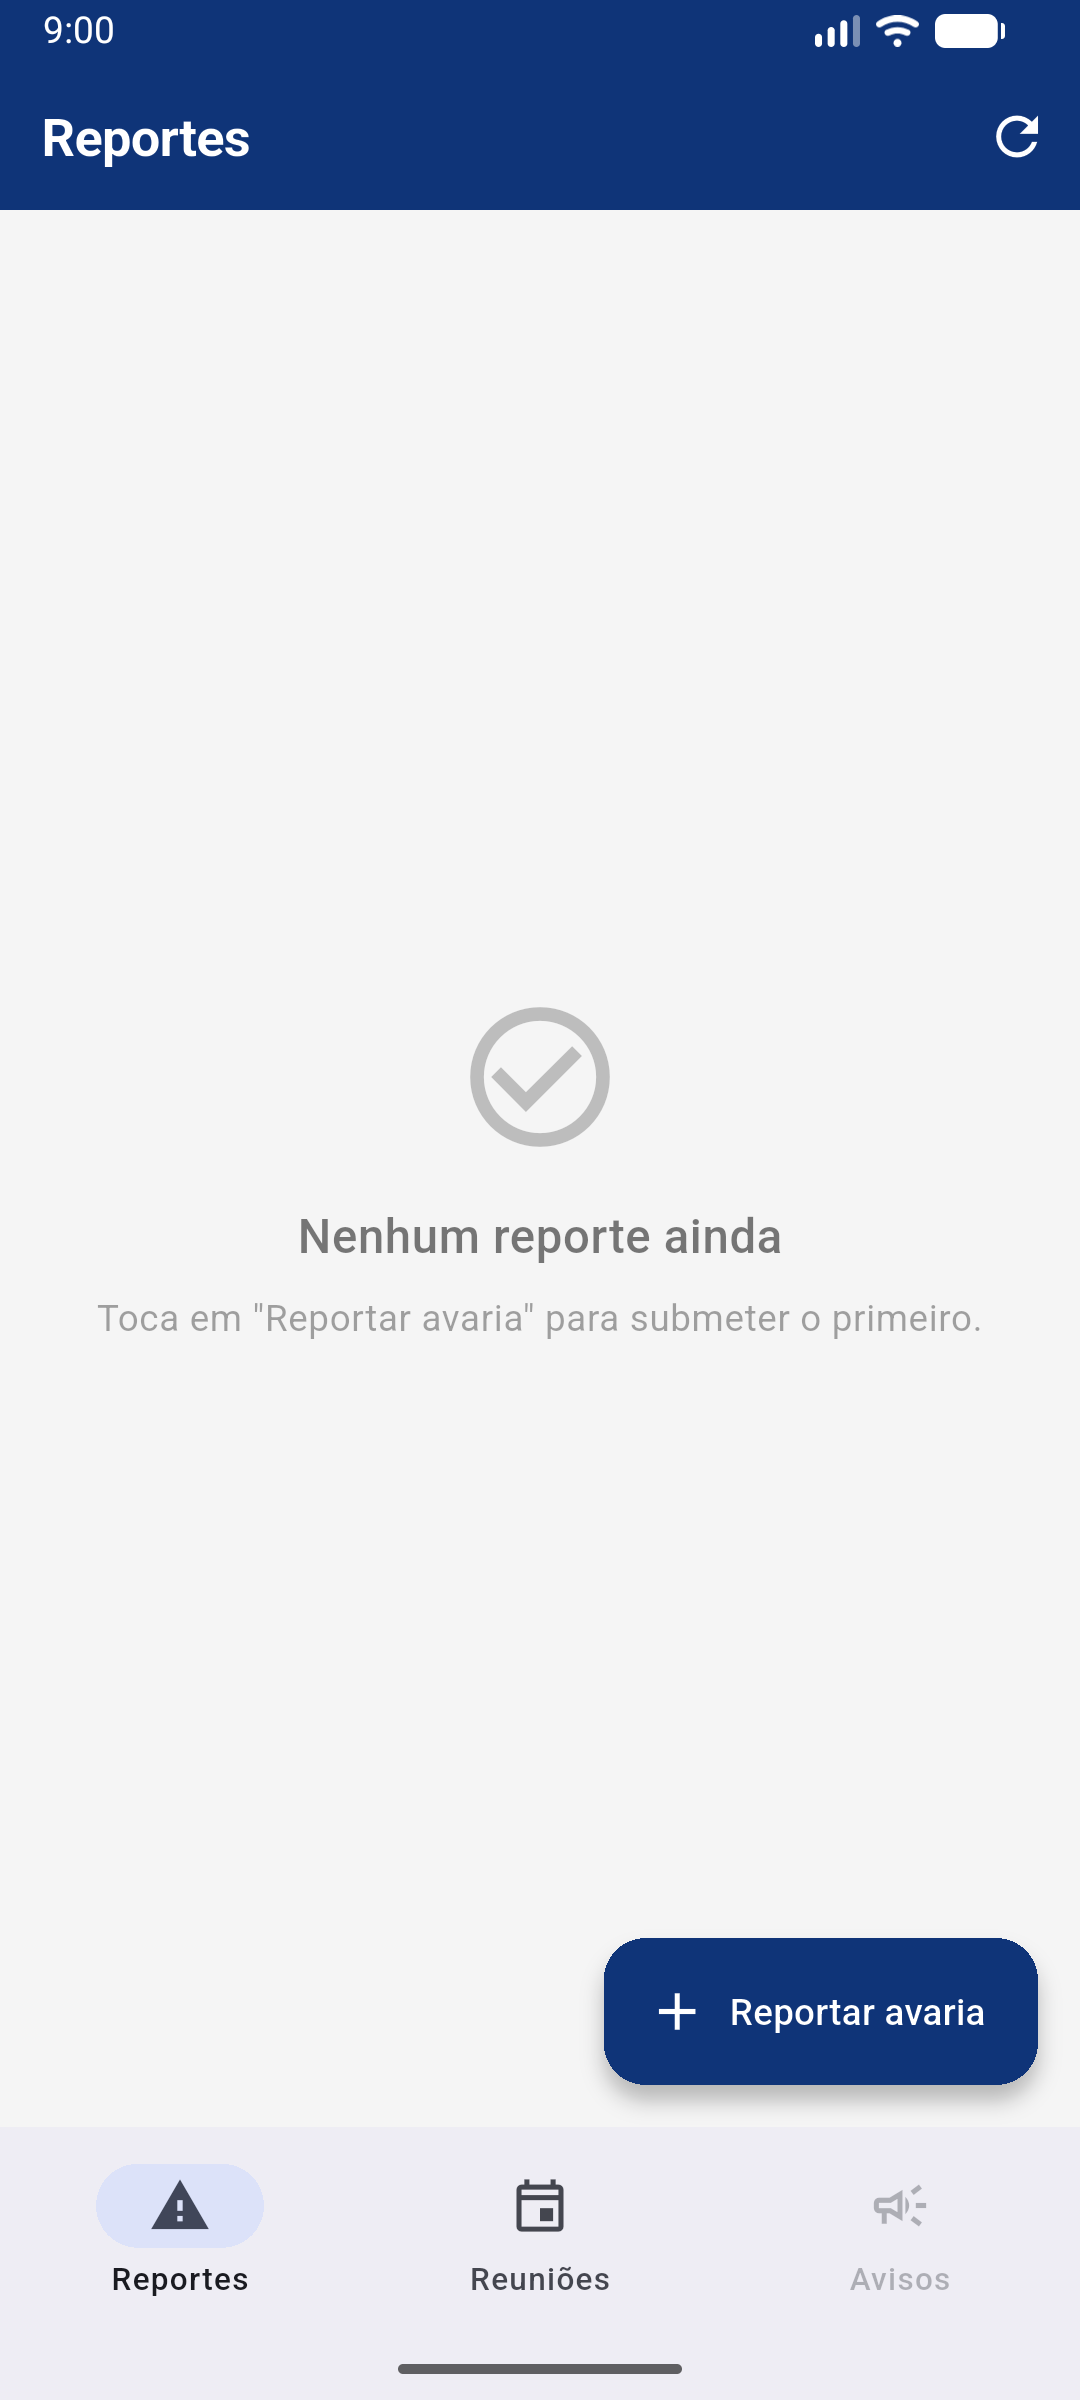 9:00
Reportes
Nenhum reporte ainda
Toca em "Reportar avaria" para submeter o primeiro.
Reportar avaria
Reportes
Reuniões
Avisos